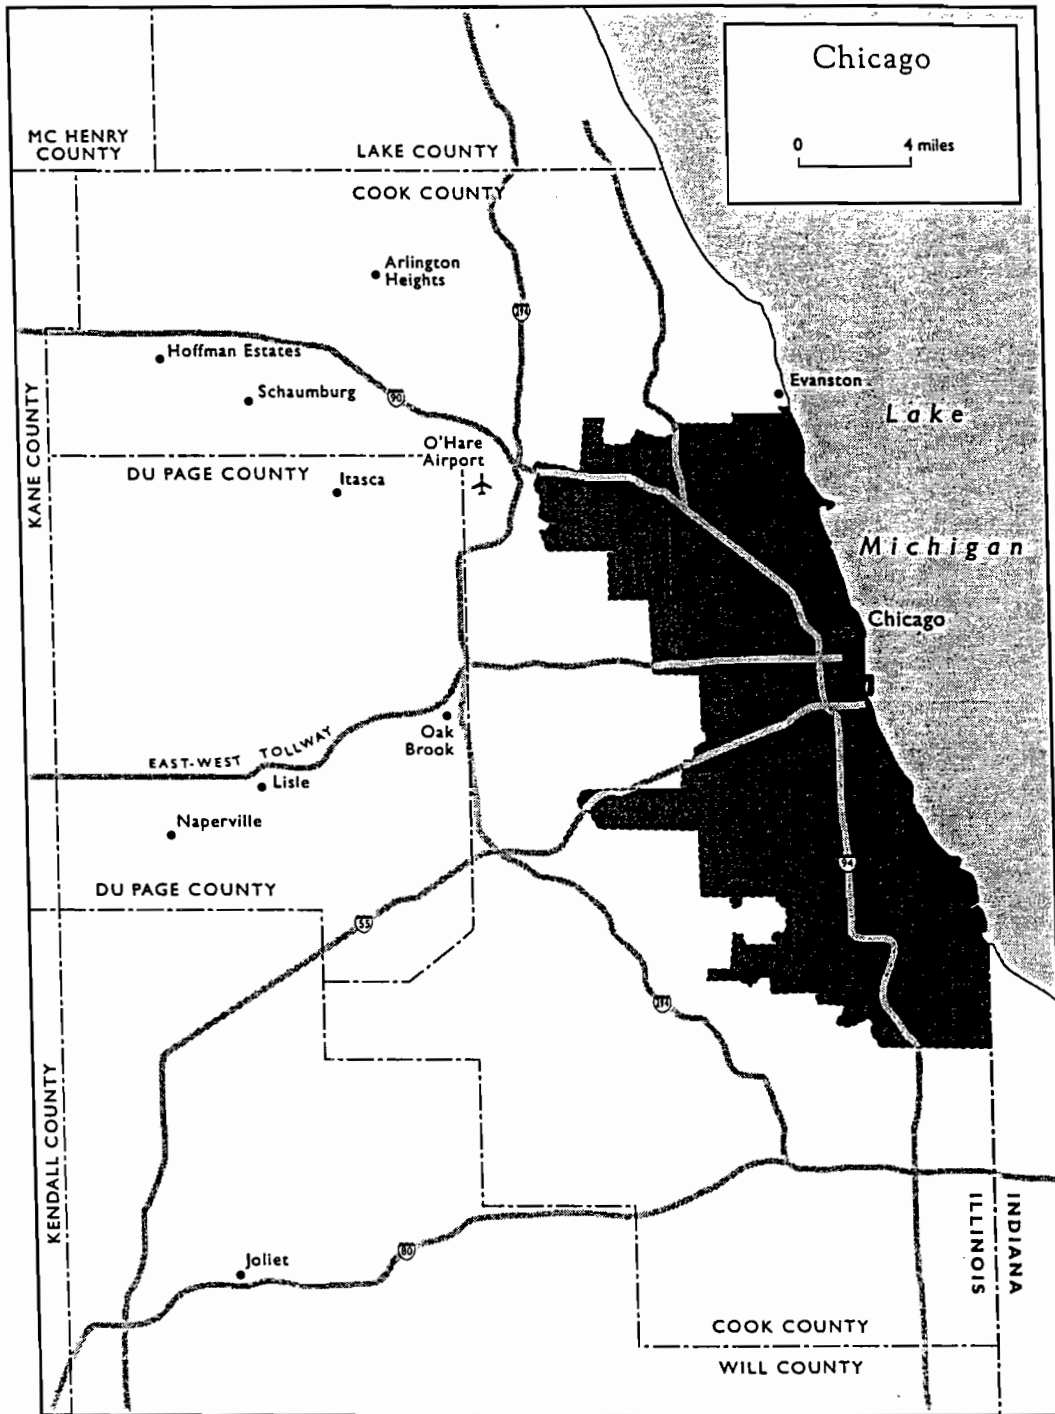 Chicago
0 4 miles
MC HENRY
COUNTY
LAKE COUNTY
COOK COUNTY
Arlington
Heights
294
Hoffman Estates
Schaumburg
90
Evanston
Lake
KANE COUNTY
O'Hare
Airport
DU PAGE COUNTY
Itasca
Michigan
Chicago
Oak
Brook
EAST-WEST TOLLWAY
Lisle
Naperville
94
DU PAGE COUNTY
55
294
KENDALL COUNTY
ILLINOIS
INDIANA
80
Joliet
COOK COUNTY
WILL COUNTY